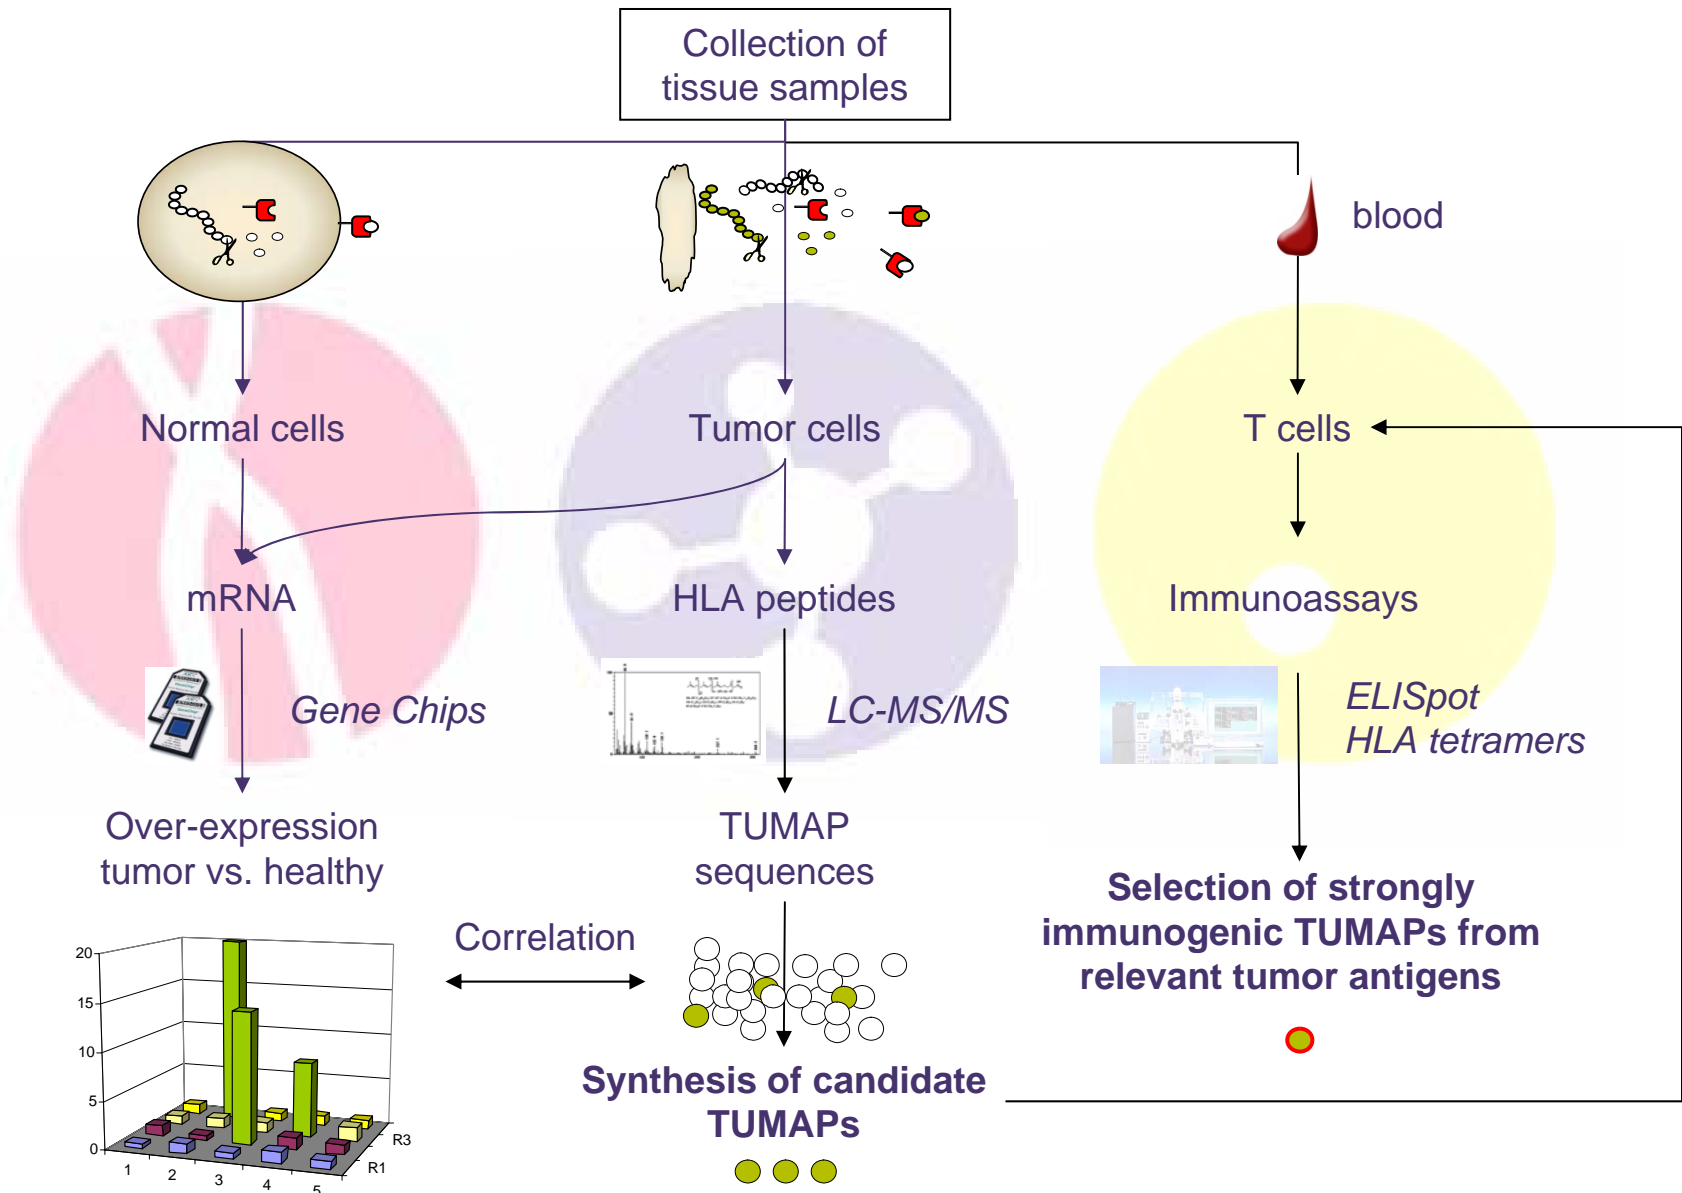 Collection of
tissue samples
blood
Normal cells
Tumor cells
T cells
mRNA
HLA peptides
Immunoassays
Gene Chips
LC-MS/MS
ELISpot
HLA tetramers
Over-expression
tumor vs. healthy
TUMAP
sequences
Selection of strongly
immunogenic TUMAPs from
relevant tumor antigens
Correlation
20
15
10
5
0
1
2
3
4
5
R1
R3
Synthesis of candidate
TUMAPs